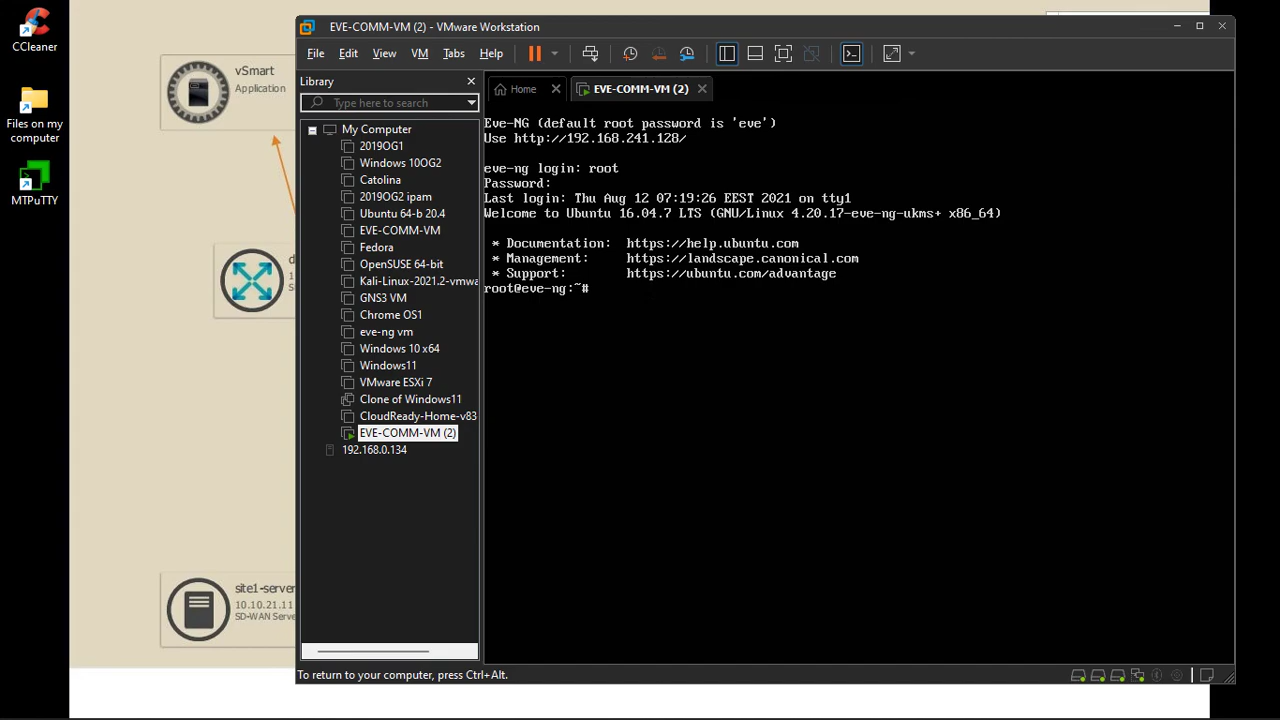 CCleaner
Files on my
computer
MTPuTTY
vSmart
Application
site1-server
10.10.21.11
SD-WAN Serve
EVE-COMM-VM (2) - VMware Workstation
File Edit View VM Tabs Help
Library
Type here to search
My Computer
2019OG1
Windows 10OG2
Catolina
2019OG2 ipam
Ubuntu 64-b 20.4
EVE-COMM-VM
Fedora
OpenSUSE 64-bit
Kali-Linux-2021.2-vmwa
GNS3 VM
Chrome OS1
eve-ng vm
Windows 10 x64
Windows11
VMware ESXi 7
Clone of Windows11
CloudReady-Home-v83
EVE-COMM-VM (2)
192.168.0.134
Home
EVE-COMM-VM (2)
Eve-NG (default root password is 'eve')
Use http://192.168.241.128/
eve-ng login: root
Password:
Last login: Thu Aug 12 07:19:26 EEST 2021 on tty1
Welcome to Ubuntu 16.04.7 LTS (GNU/Linux 4.20.17-eve-ng-ukms+ x86_64)
* Documentation: https://help.ubuntu.com
* Management: https://landscape.canonical.com
* Support: https://ubuntu.com/advantage
root@eve-ng:~#
To return to your computer, press Ctrl+Alt.